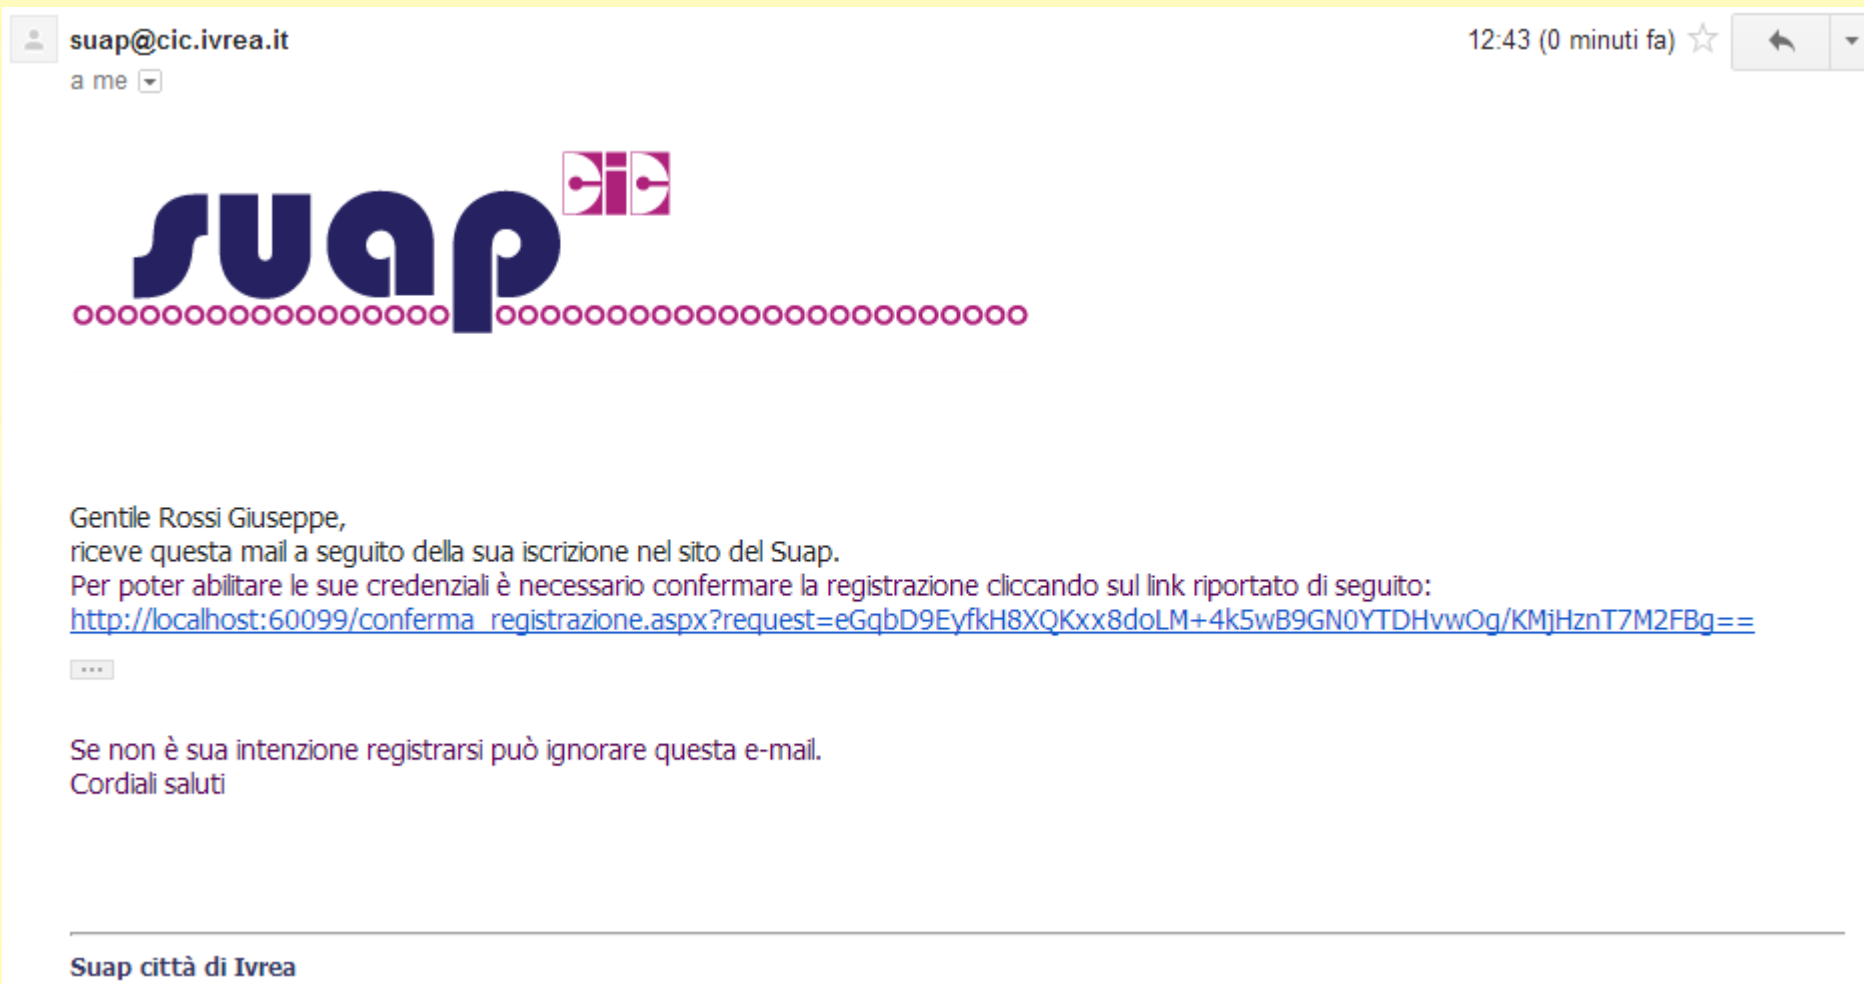 suap@cic.ivrea.it
12:43 (0 minuti fa)
a me
suap cic
Gentile Rossi Giuseppe,
riceve questa mail a seguito della sua iscrizione nel sito del Suap.
Per poter abilitare le sue credenziali è necessario confermare la registrazione cliccando sul link riportato di seguito:
http://localhost:60099/conferma_registrazione.aspx?request=eGqbD9EyfkH8XQKxx8doLM+4k5wB9GN0YTDHvwOg/KMjHznT7M2FBg==
Se non è sua intenzione registrarsi può ignorare questa e-mail.
Cordiali saluti
Suap città di Ivrea